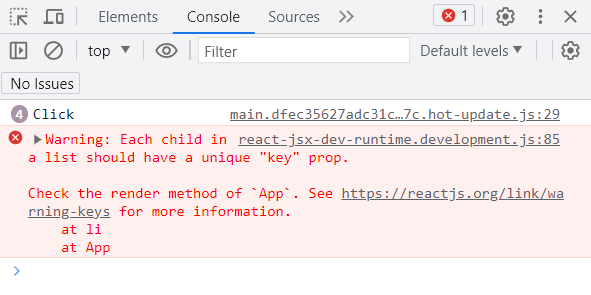 Elements Console Sources 1
top Filter Default levels
No Issues
4 Click main.dfec35627adc31c…7c.hot-update.js:29
Warning: Each child in react-jsx-dev-runtime.development.js:85
a list should have a unique "key" prop.
Check the render method of `App`. See https://reactjs.org/link/wa
rning-keys for more information.
at li
at App